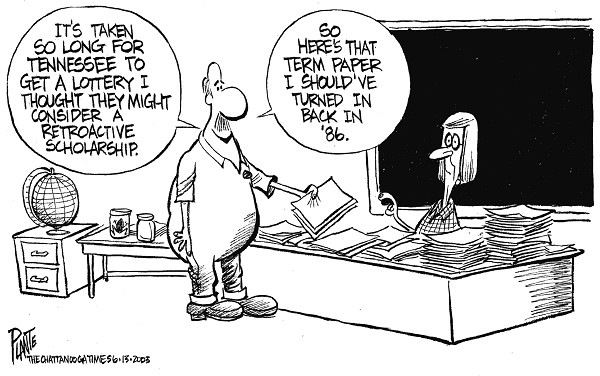 IT'S TAKEN
SO LONG FOR
TENNESSEE TO
GET A LOTTERY I
THOUGHT THEY MIGHT
CONSIDER A
RETROACTIVE
SCHOLARSHIP.
SO
HERE'S THAT
TERM PAPER
I SHOULD'VE
TURNED IN
BACK IN
'86.
PLANTE
THE CHATTANOOGA TIMES 6-13-2003